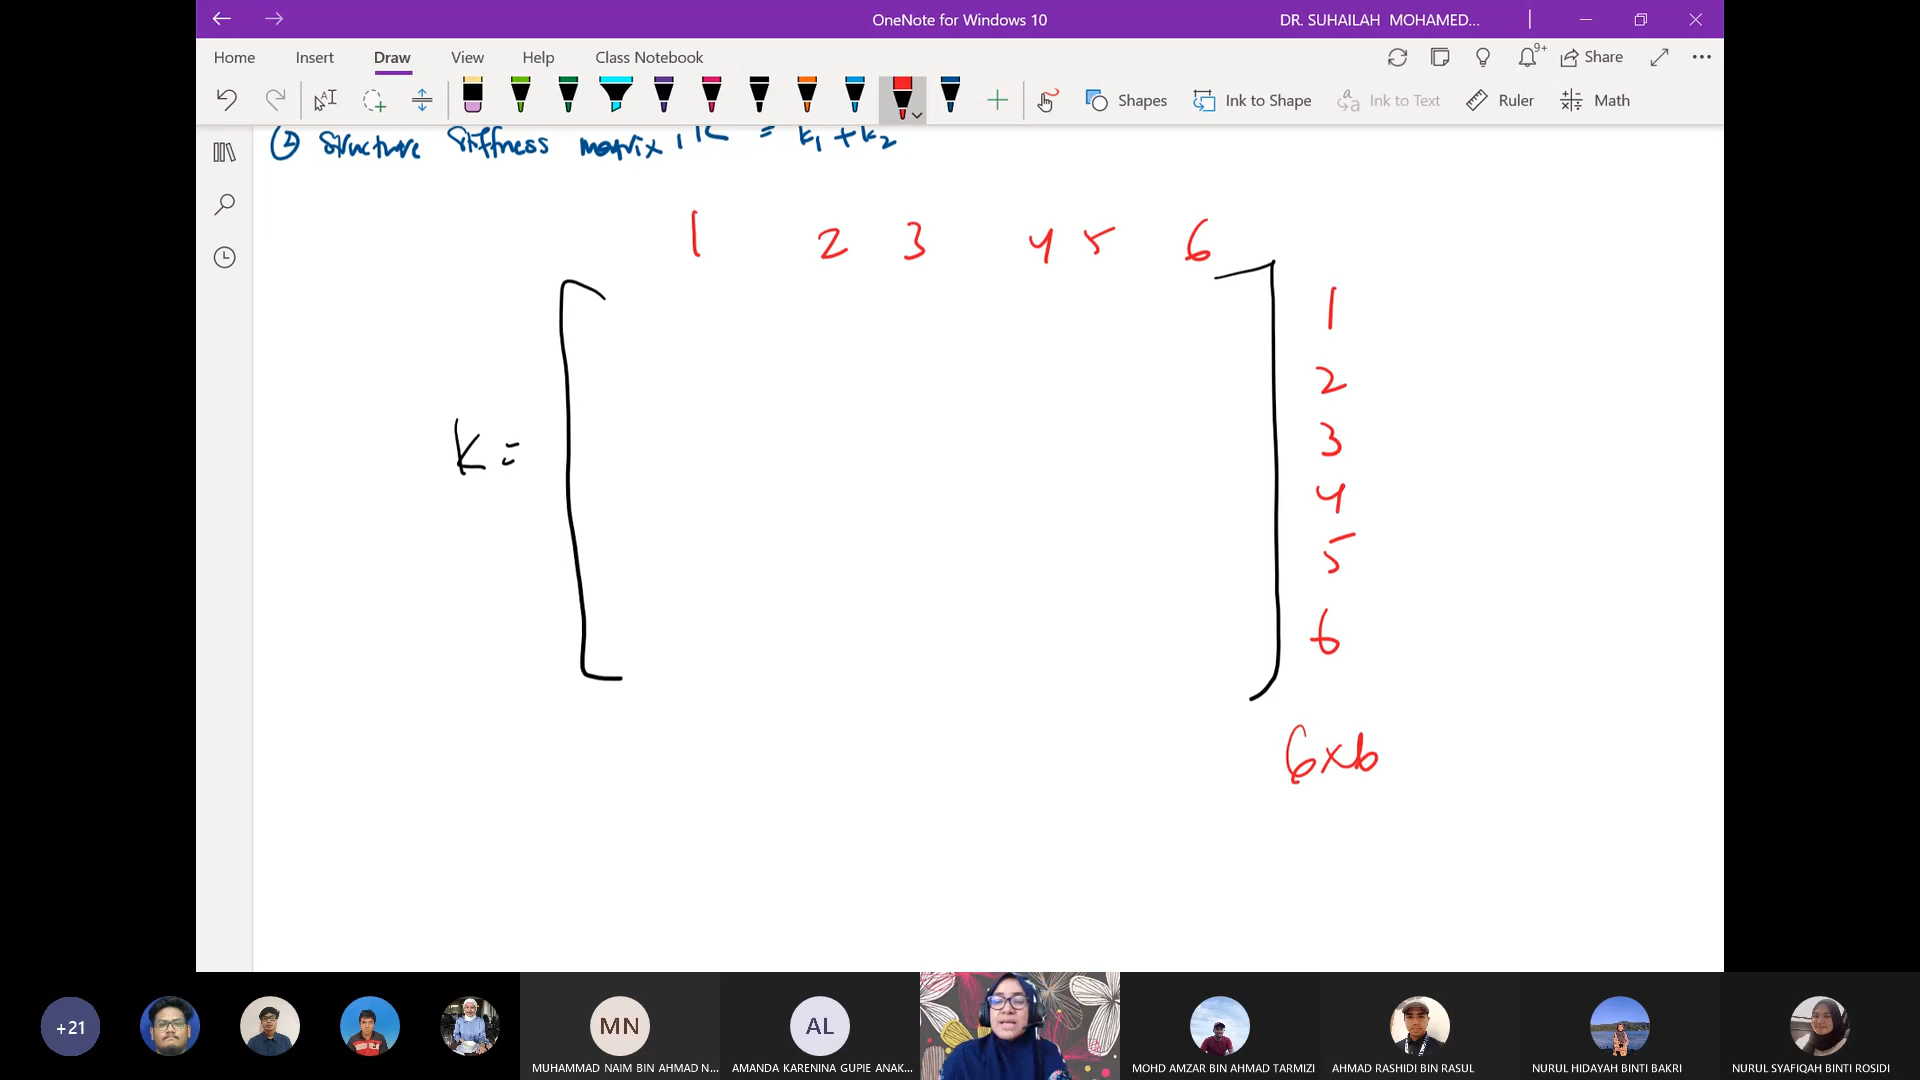 OneNote for Windows 10
DR. SUHAILAH MOHAMED...
Home Insert Draw View Help Class Notebook
9+
Share
Shapes
Ink to Shape
Ink to Text
Ruler
Math
② Structure stiffness matrix, K = k1 + k2
1 2 3 4 5 6
1
2
3
4
5
6
K =
6x6
+21
MN
AL
MUHAMMAD NAIM BIN AHMAD N...
AMANDA KARENINA GUPIE ANAK...
MOHD AMZAR BIN AHMAD TARMIZI
AHMAD RASHIDI BIN RASUL
NURUL HIDAYAH BINTI BAKRI
NURUL SYAFIQAH BINTI ROSIDI